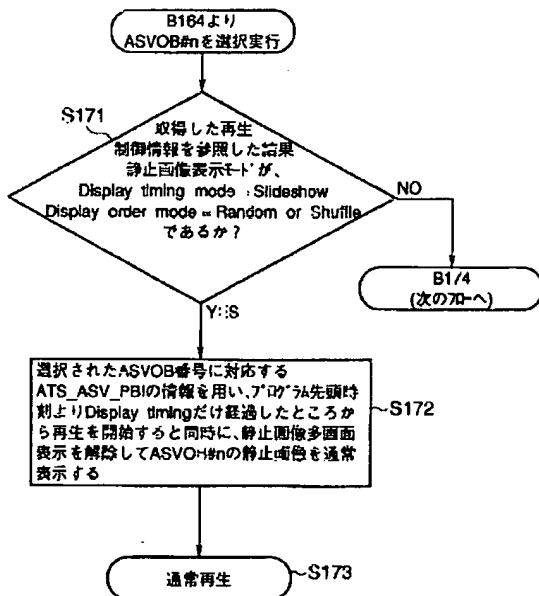 B164より
ASVOB#nを選択実行
S171
取得した再生
制御情報を参照した結果
静止画像表示モードが、
Display timing mode = Slideshow
Display order mode = Random or Shuffle
であるか？
NO
B174
(次のフローへ)
YES
選択されたASVOB番号に対応する
ATS_ASV_PBIの情報を用い、プログラム先頭時
刻よりDisplay timingだけ経過したところか
ら再生を開始すると同時に、静止画像多画面
表示を解除してASVOB#nの静止画像を通常
表示する
S172
通常再生
S173